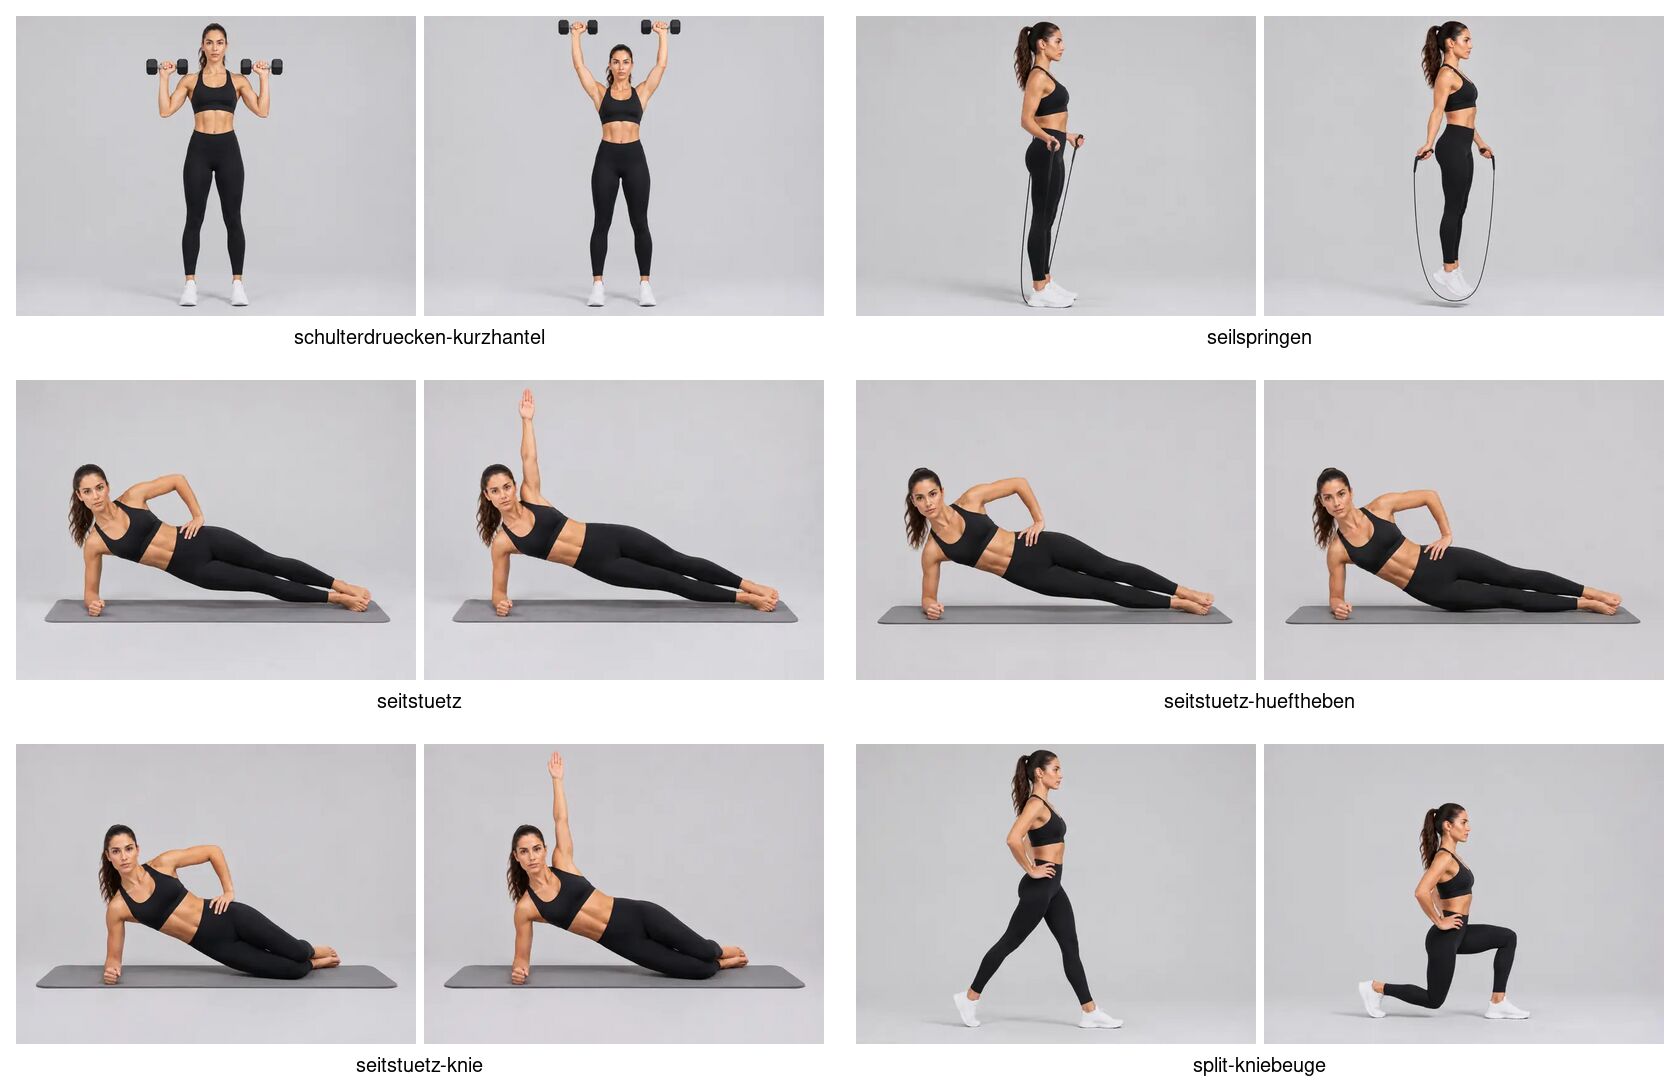 schulterdruecken-kurzhantel
seilspringen
seitstuetz
seitstuetz-hueftheben
seitstuetz-knie
split-kniebeuge